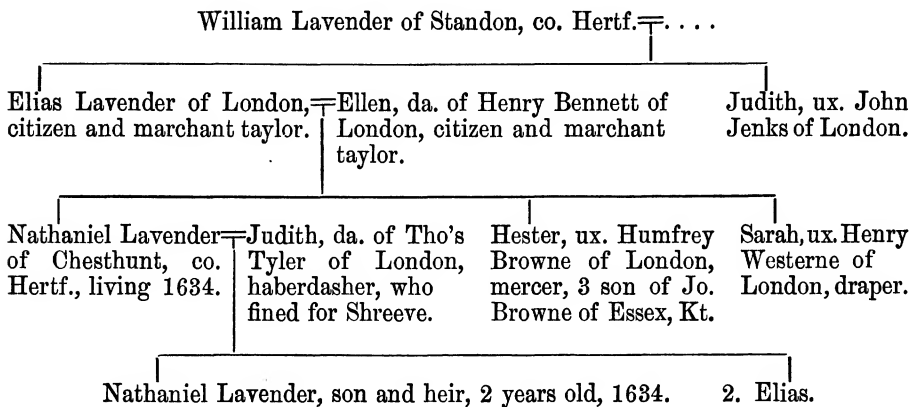 William Lavender of Standon, co. Hertf.=. . . .
Elias Lavender of London,=Ellen, da. of Henry Bennett of
citizen and marchant taylor. London, citizen and marchant
taylor.
Judith, ux. John
Jenks of London.
Nathaniel Lavender=Judith, da. of Tho's
of Chesthunt, co. Tyler of London,
Hertf., living 1634. haberdasher, who
fined for Shreeve.
Hester, ux. Humfrey
Browne of London,
mercer, 3 son of Jo.
Browne of Essex, Kt.
Sarah, ux. Henry
Westerne of
London, draper.
Nathaniel Lavender, son and heir, 2 years old, 1634. 2. Elias.